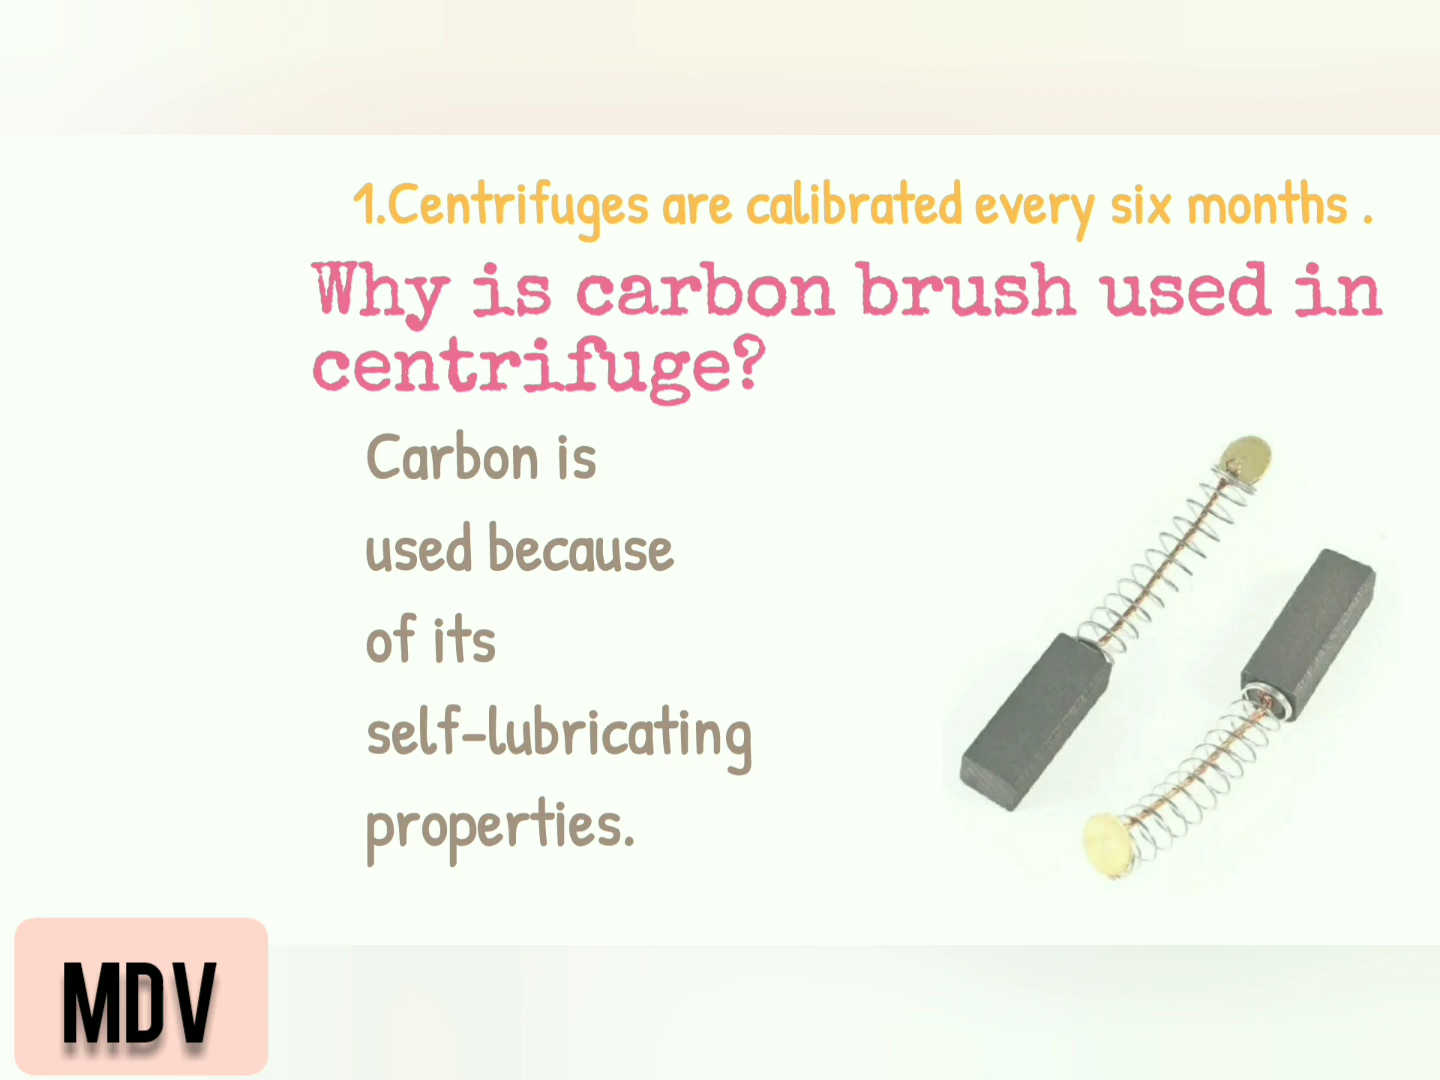 1.Centrifuges are calibrated every six months .
Why is carbon brush used in
centrifuge?
Carbon is
used because
of its
self-lubricating
properties.
MDV